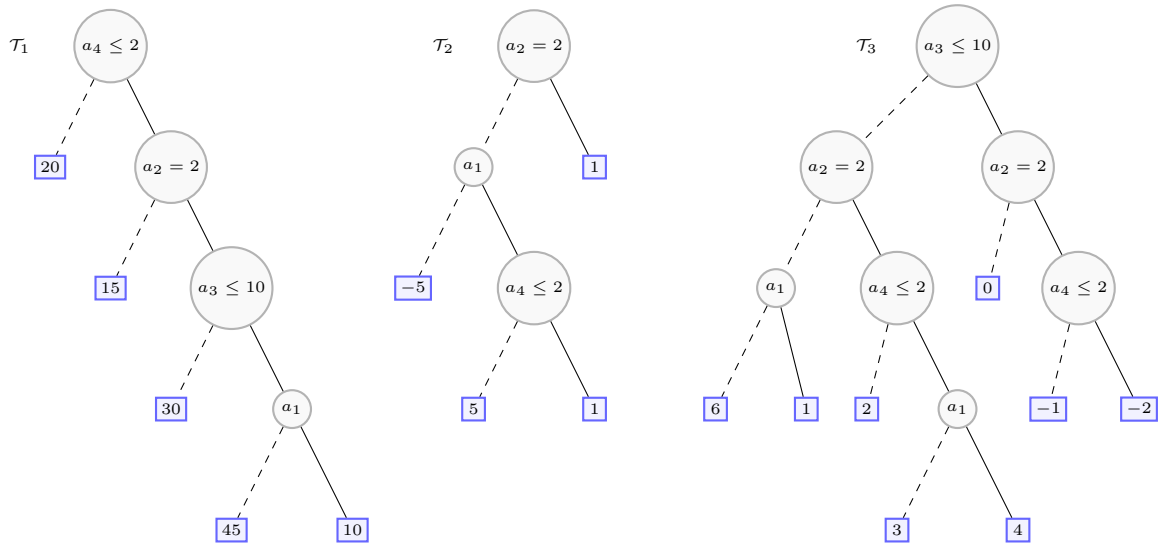 𝒯₁ a₄ ≤ 2 𝒯₂ a₂ = 2 𝒯₃ a₃ ≤ 10
20 a₂ = 2 a₁ 1 a₂ = 2 a₂ = 2
15 a₃ ≤ 10 −5 a₄ ≤ 2 a₁ a₄ ≤ 2 0 a₄ ≤ 2
30 a₁ 5 1 6 1 2 a₁ −1 −2
45 10 3 4